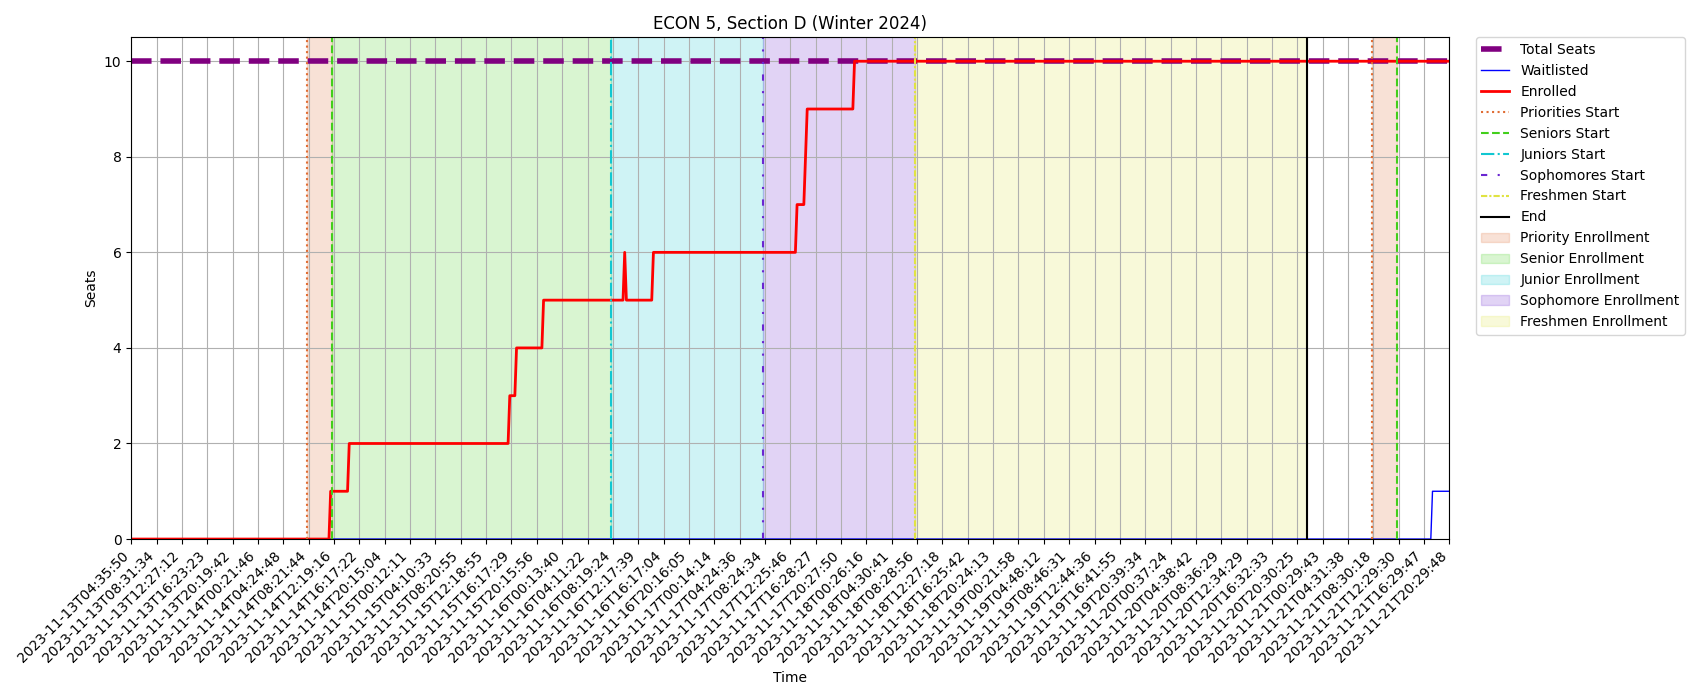 ECON 5, Section D (Winter 2024)
Total Seats
Waitlisted
Enrolled
Priorities Start
Seniors Start
Juniors Start
Sophomores Start
Freshmen Start
End
Priority Enrollment
Senior Enrollment
Junior Enrollment
Sophomore Enrollment
Freshmen Enrollment
Seats
10
8
6
4
2
0
2023-11-13T04:35:50
2023-11-13T08:31:34
2023-11-13T12:27:12
2023-11-13T16:23:23
2023-11-13T20:19:42
2023-11-14T00:21:46
2023-11-14T04:24:48
2023-11-14T08:21:44
2023-11-14T12:19:16
2023-11-14T16:17:22
2023-11-14T20:15:04
2023-11-15T00:12:11
2023-11-15T04:10:33
2023-11-15T08:20:55
2023-11-15T12:18:55
2023-11-15T16:17:29
2023-11-15T20:15:56
2023-11-16T00:13:40
2023-11-16T04:11:22
2023-11-16T08:19:24
2023-11-16T12:17:39
2023-11-16T16:17:04
2023-11-16T20:16:05
2023-11-17T00:14:14
2023-11-17T04:24:36
2023-11-17T08:24:34
2023-11-17T12:25:46
2023-11-17T16:28:27
2023-11-17T20:27:50
2023-11-18T00:26:16
2023-11-18T04:30:41
2023-11-18T08:28:56
2023-11-18T12:27:18
2023-11-18T16:25:42
2023-11-18T20:24:13
2023-11-19T00:21:58
2023-11-19T04:48:12
2023-11-19T08:46:31
2023-11-19T12:44:36
2023-11-19T16:41:55
2023-11-19T20:39:34
2023-11-20T00:37:24
2023-11-20T04:38:42
2023-11-20T08:36:29
2023-11-20T12:34:29
2023-11-20T16:32:33
2023-11-20T20:30:25
2023-11-21T00:29:43
2023-11-21T04:31:38
2023-11-21T08:30:18
2023-11-21T12:29:30
2023-11-21T16:29:47
2023-11-21T20:29:48
Time